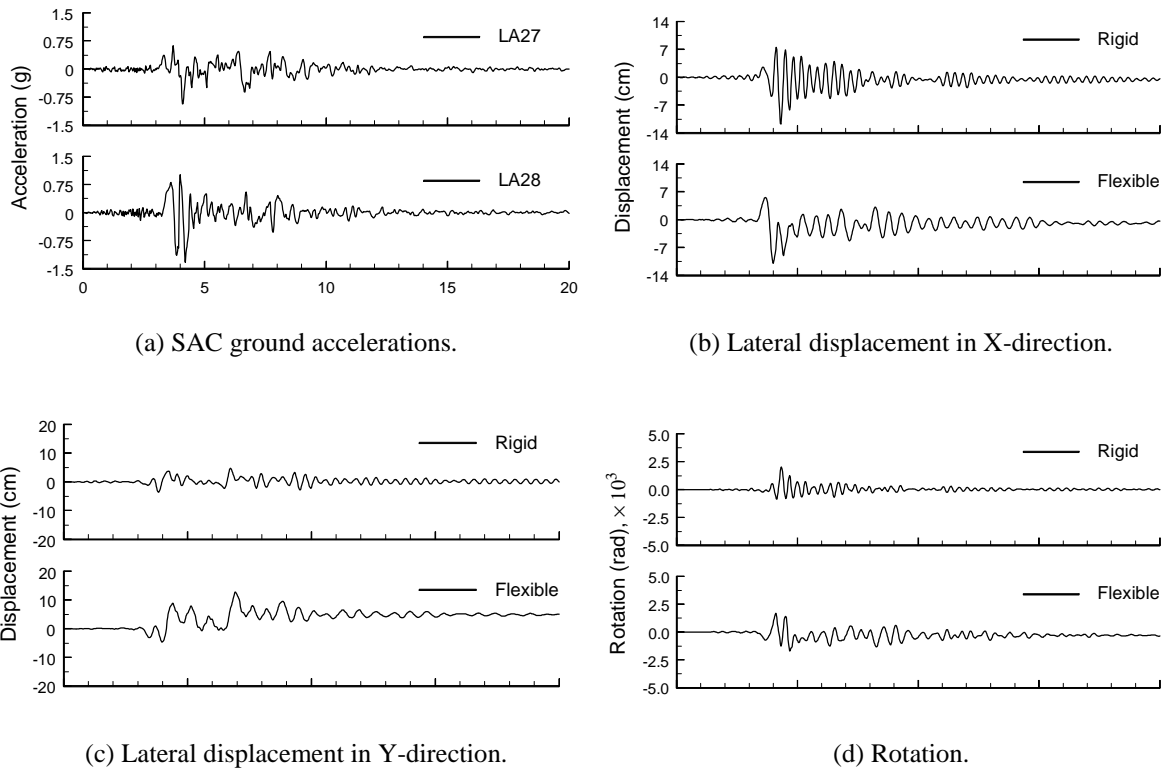 1.5
0.75
0
-0.75
-1.5
LA27
1.5
0.75
0
-0.75
-1.5
LA28
0 5 10 15 20
Acceleration (g)
(a) SAC ground accelerations.
14
7
0
-7
-14
Rigid
14
7
0
-7
-14
Flexible
Displacement (cm)
(b) Lateral displacement in X-direction.
20
10
0
-10
-20
Rigid
20
10
0
-10
-20
Flexible
Displacement (cm)
(c) Lateral displacement in Y-direction.
5.0
2.5
0.0
-2.5
-5.0
Rigid
5.0
2.5
0.0
-2.5
-5.0
Flexible
Rotation (rad), × 10³
(d) Rotation.